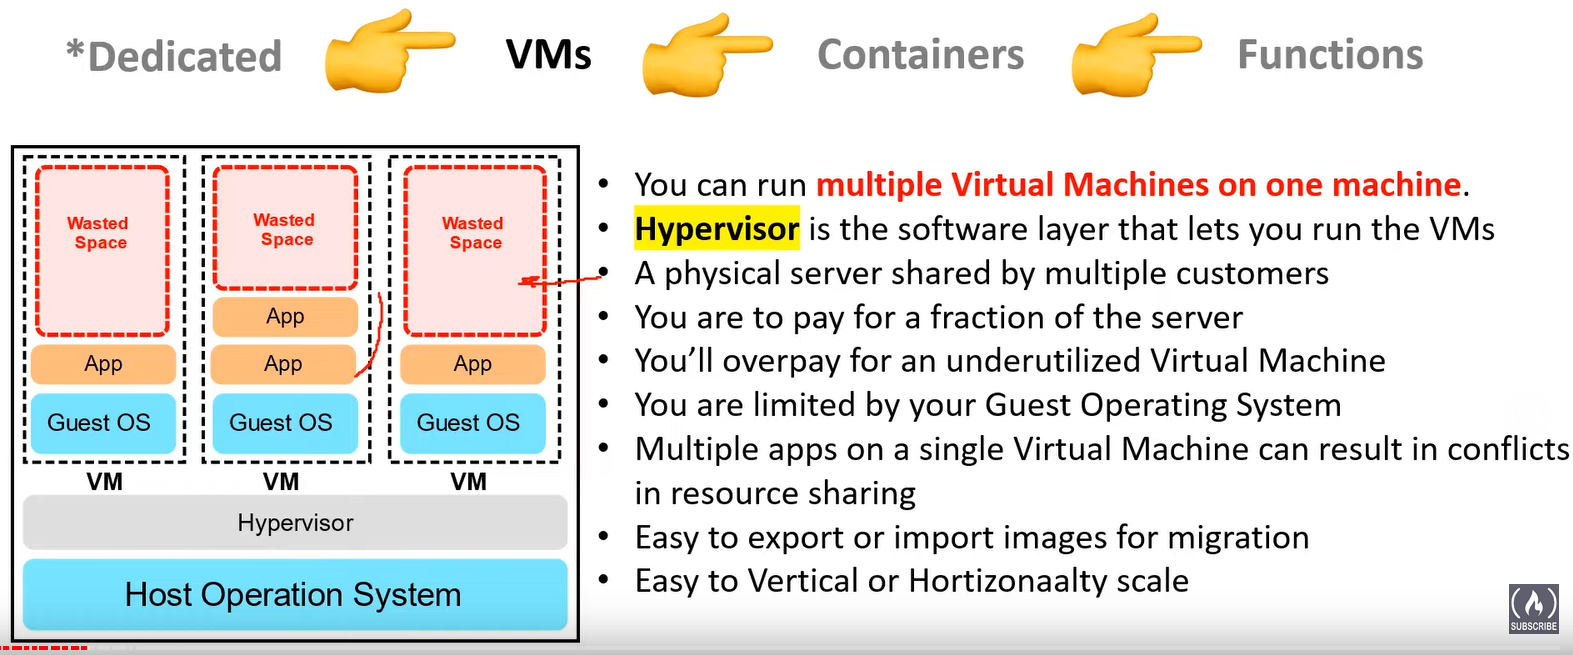 *Dedicated VMs Containers Functions
Wasted
Space
App
Guest OS
VM
Wasted
Space
App
App
Guest OS
VM
Wasted
Space
App
Guest OS
VM
Hypervisor
Host Operation System
• You can run multiple Virtual Machines on one machine.
• Hypervisor is the software layer that lets you run the VMs
• A physical server shared by multiple customers
• You are to pay for a fraction of the server
• You’ll overpay for an underutilized Virtual Machine
• You are limited by your Guest Operating System
• Multiple apps on a single Virtual Machine can result in conflicts
in resource sharing
• Easy to export or import images for migration
• Easy to Vertical or Hortizonaalty scale
SUBSCRIBE